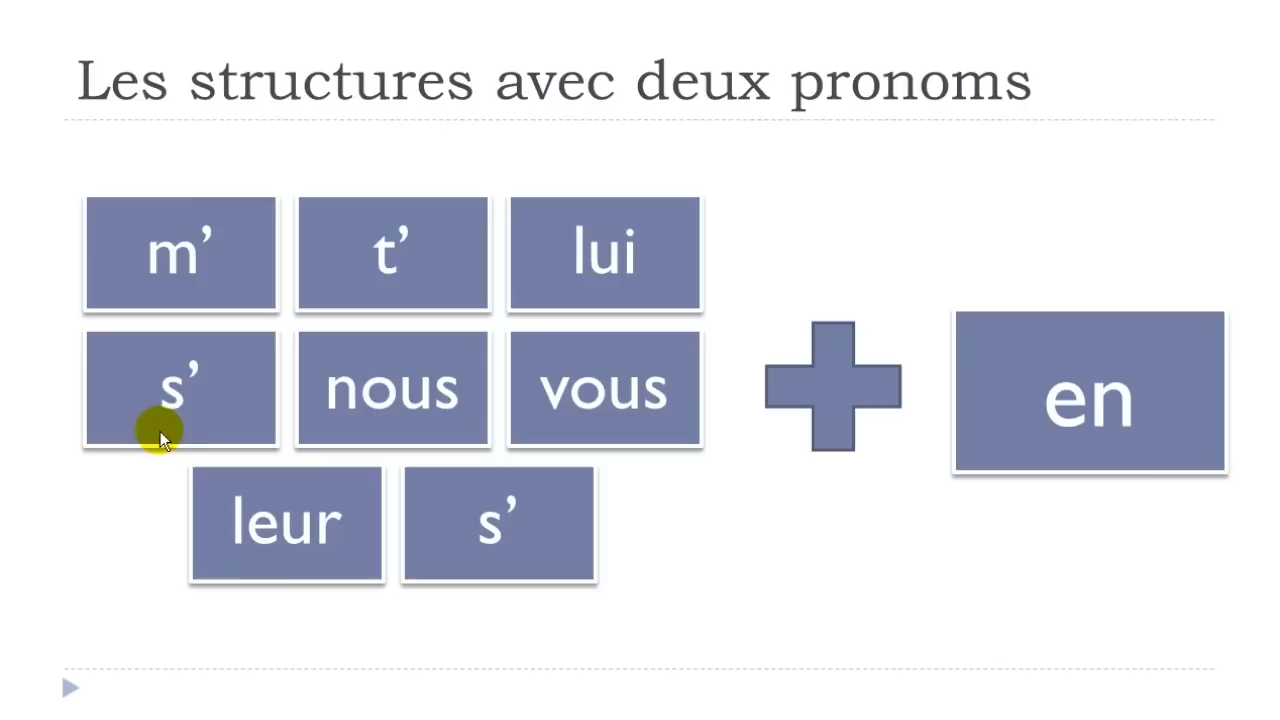 Les structures avec deux pronoms
m’ t’ lui
s’ nous vous
leur s’
en